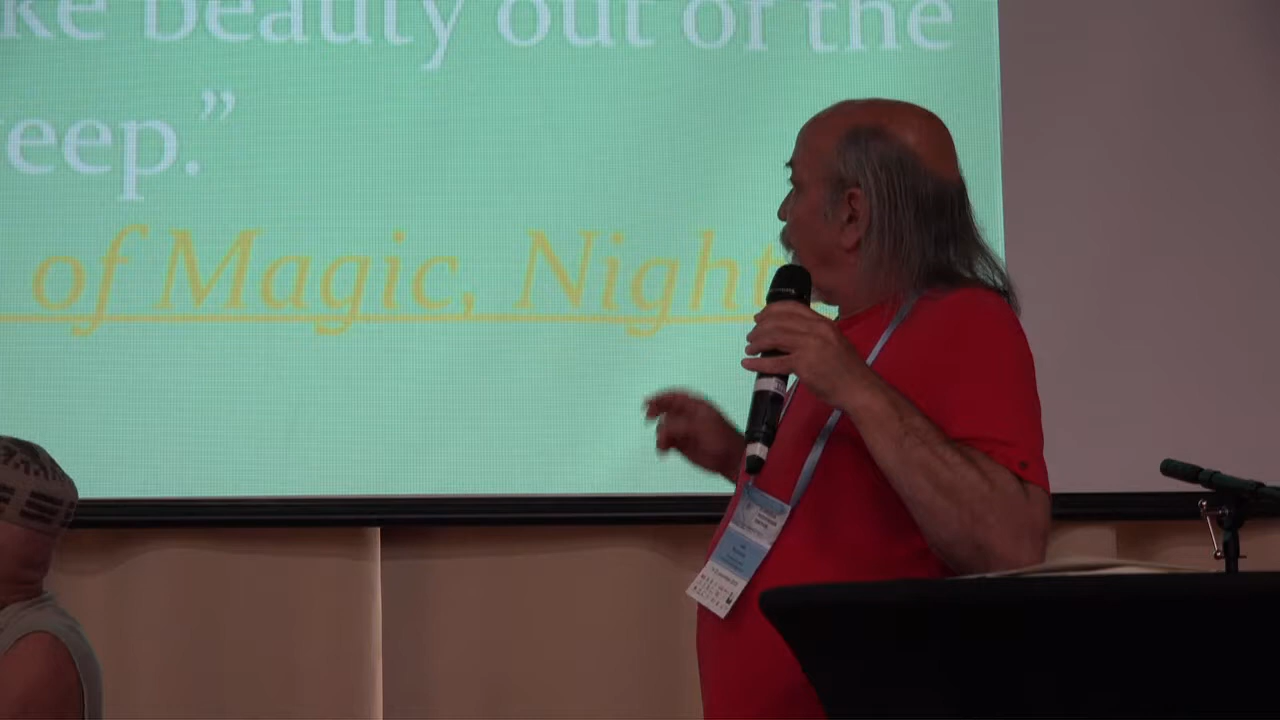 ke beauty out of the
eep.”
of Magic, Night